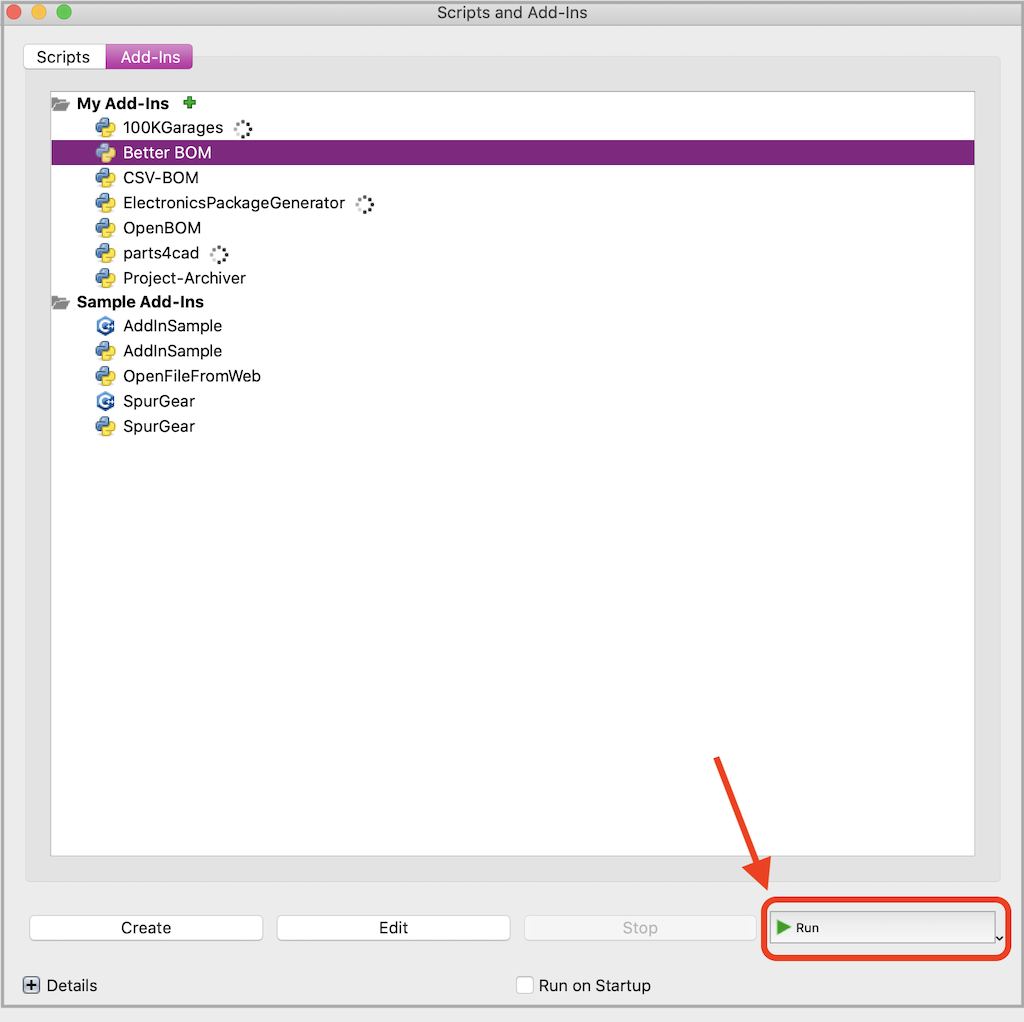 Scripts and Add-Ins
Scripts
Add-Ins
My Add-Ins
100KGarages
Better BOM
CSV-BOM
ElectronicsPackageGenerator
OpenBOM
parts4cad
Project-Archiver
Sample Add-Ins
AddInSample
AddInSample
OpenFileFromWeb
SpurGear
SpurGear
Create
Edit
Stop
Run
Details
Run on Startup